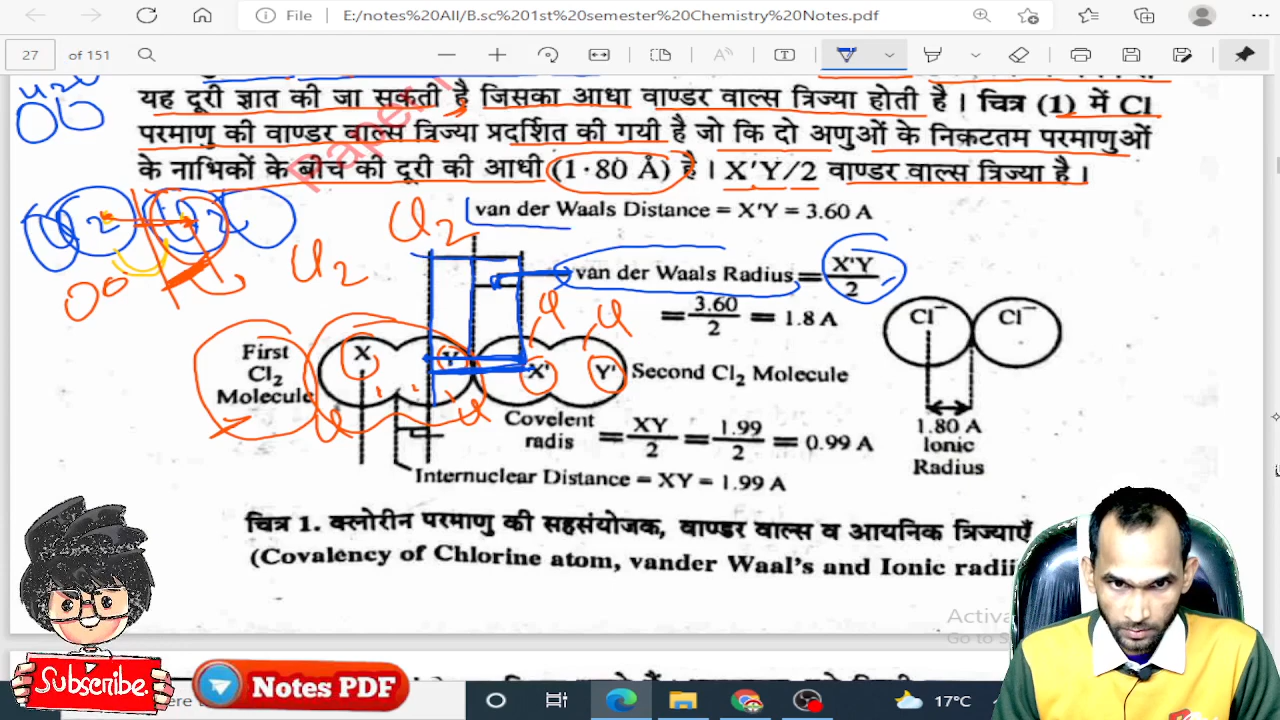 File E:/notes%20All/B.sc%201st%20semester%20Chemistry%20Notes.pdf
27 of 151
यह दूरी ज्ञात की जा सकती है जिसका आधा वाण्डर वाल्स त्रिज्या होती है। चित्र (1) में Cl
परमाणु की वाण्डर वाल्स त्रिज्या प्रदर्शित की गयी है जो कि दो अणुओं के निकटतम परमाणुओं
के नाभिकों के बीच की दूरी की आधी (1·80 Å) है। X'Y/2 वाण्डर वाल्स त्रिज्या है।
van der Waals Distance = X'Y = 3.60 A
van der Waals Radius = X'Y/2
= 3.60/2 = 1.8 A
First
Cl2
Molecule
X Y X' Y'
Second Cl2 Molecule
Covelent
radis = XY/2 = 1.99/2 = 0.99 A
Internuclear Distance = XY = 1.99 A
Cl⁻ Cl⁻
1.80 A
Ionic
Radius
चित्र 1. क्लोरीन परमाणु की सहसंयोजक, वाण्डर वाल्स व आयनिक त्रिज्याएँ
(Covalency of Chlorine atom, vander Waal's and Ionic radii
Subscribe
Notes PDF
17°C